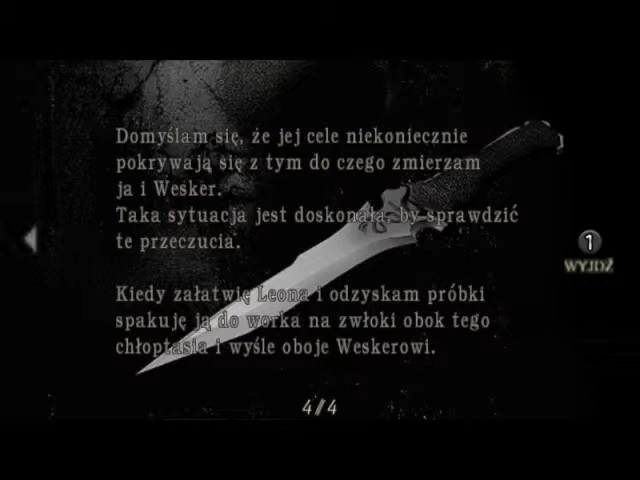 Domyślam się, że jej cele niekoniecznie
pokrywają się z tym do czego zmierzam
ja i Wesker.
Taka sytuacja jest doskonała, by sprawdzić
te przeczucia.
Kiedy załatwię Leona i odzyskam próbki
spakuję ją do worka na zwłoki obok tego
chłoptasia i wyśle oboje Weskerowi.
1
WYJDŹ
4/4